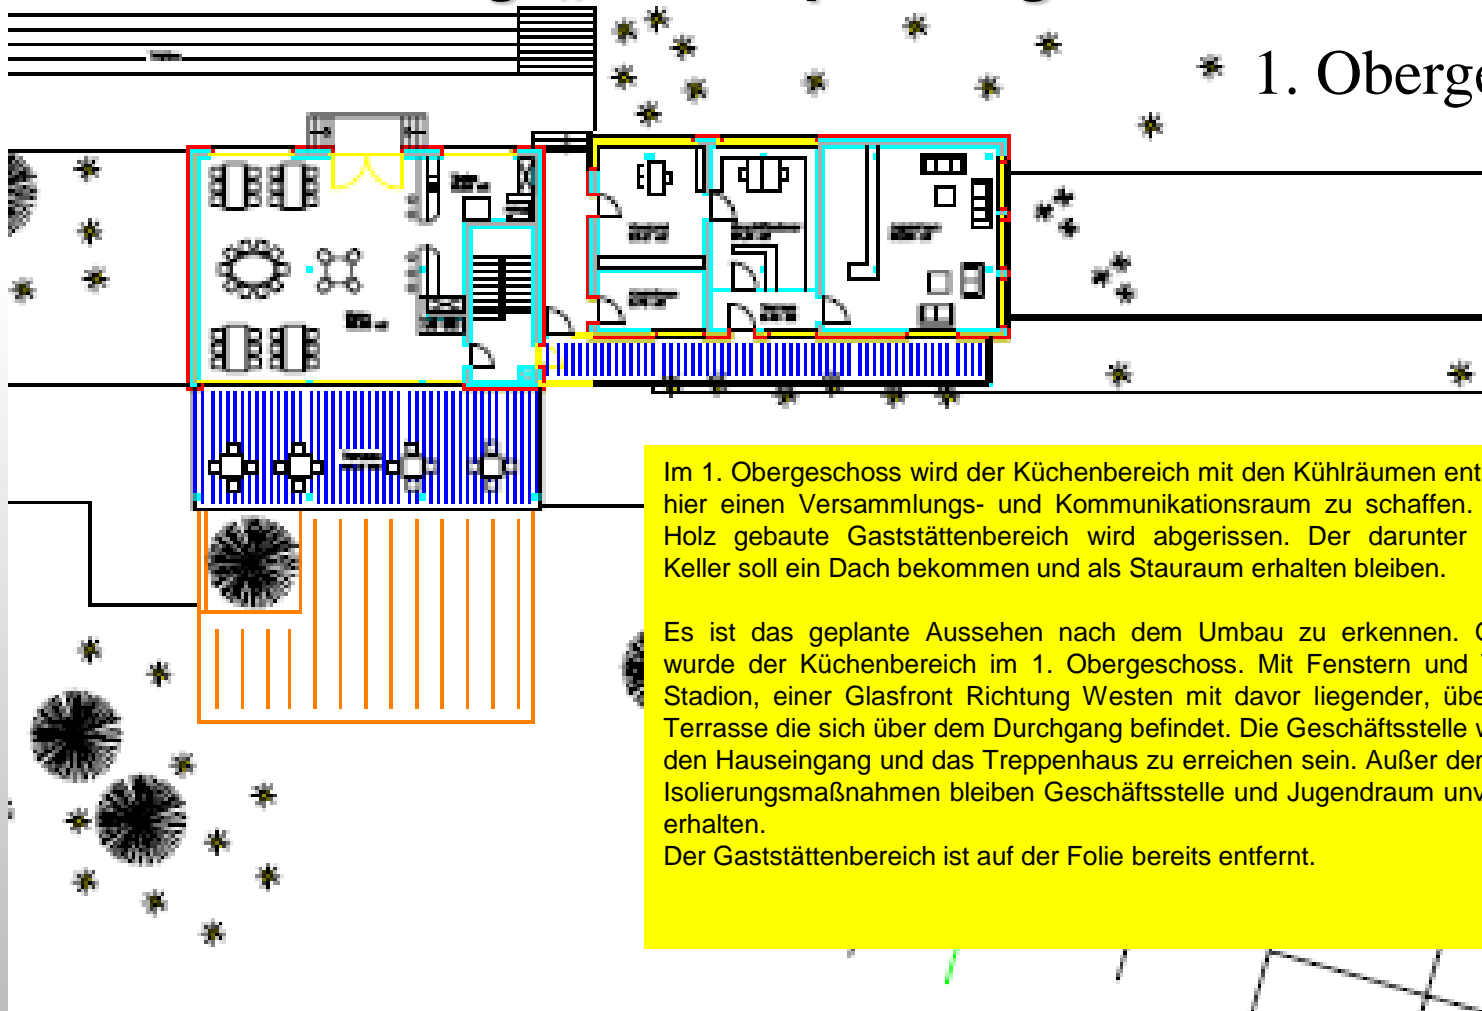 1. Oberge
Im 1. Obergeschoss wird der Küchenbereich mit den Kühlräumen ent
hier einen Versammlungs- und Kommunikationsraum zu schaffen.
Holz gebaute Gaststättenbereich wird abgerissen. Der darunter
Keller soll ein Dach bekommen und als Stauraum erhalten bleiben.
Es ist das geplante Aussehen nach dem Umbau zu erkennen.
wurde der Küchenbereich im 1. Obergeschoss. Mit Fenstern und
Stadion, einer Glasfront Richtung Westen mit davor liegender, übe
Terrasse die sich über dem Durchgang befindet. Die Geschäftsstelle w
den Hauseingang und das Treppenhaus zu erreichen sein. Außer der
Isolierungsmaßnahmen bleiben Geschäftsstelle und Jugendraum unv
erhalten.
Der Gaststättenbereich ist auf der Folie bereits entfernt.